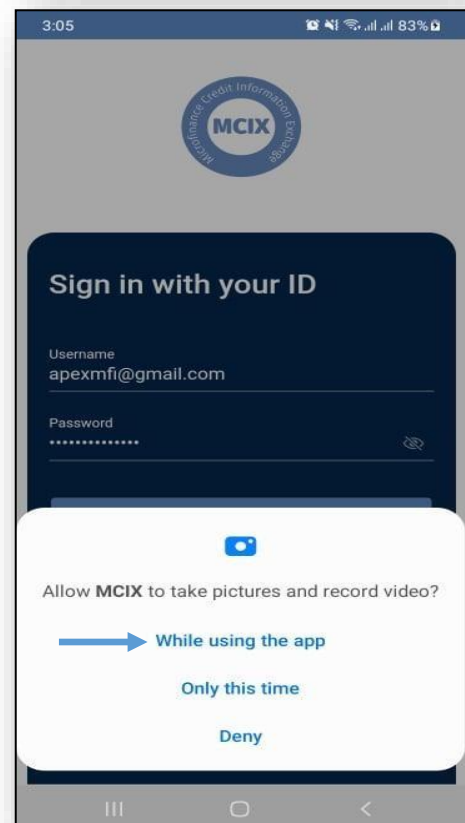 3:05
83%
Microfinance Credit Information Exchange
MCIX
Sign in with your ID
Username
apexmfi@gmail.com
Password
••••••••••••••
Allow MCIX to take pictures and record video?
While using the app
Only this time
Deny